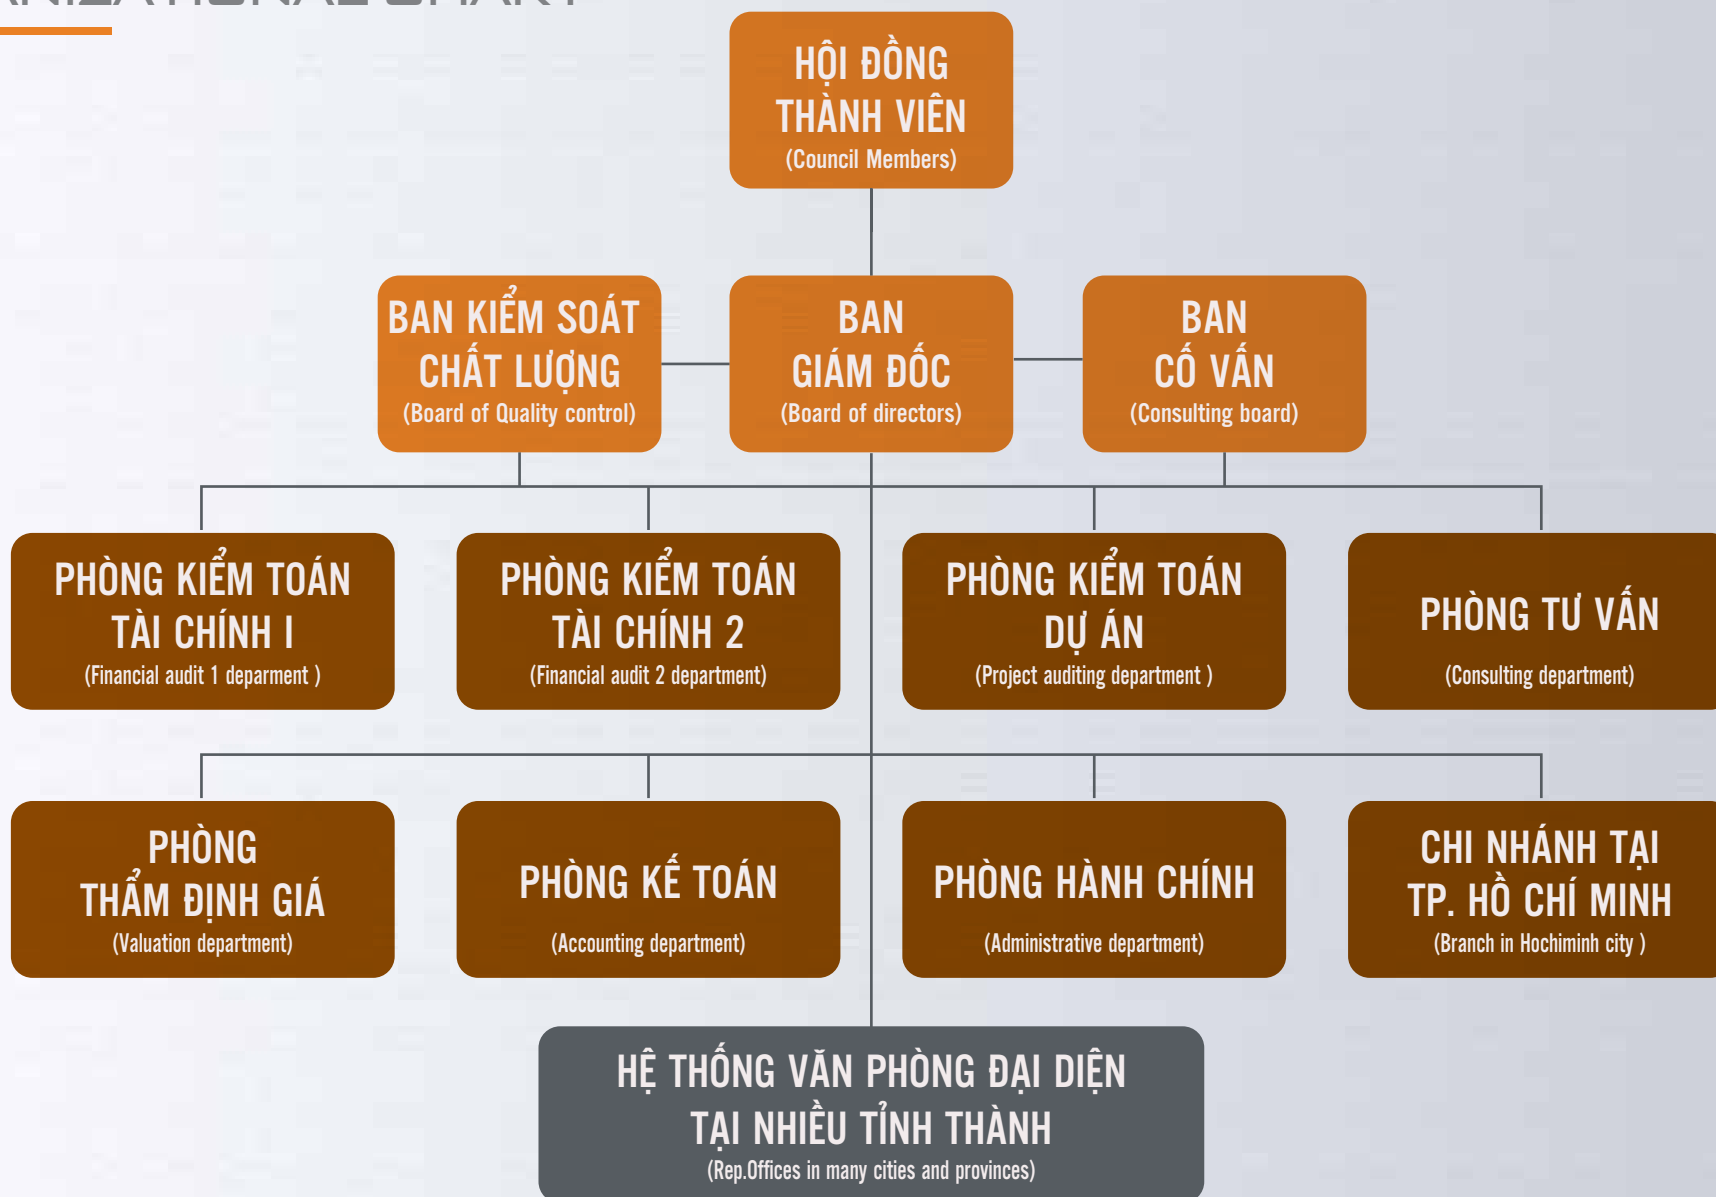 HỘI ĐỒNG
THÀNH VIÊN
(Council Members)
BAN KIỂM SOÁT
CHẤT LƯỢNG
(Board of Quality control)
BAN
GIÁM ĐỐC
(Board of directors)
BAN
CỐ VẤN
(Consulting board)
PHÒNG KIỂM TOÁN
TÀI CHÍNH I
(Financial audit 1 deparment )
PHÒNG KIỂM TOÁN
TÀI CHÍNH 2
(Financial audit 2 department)
PHÒNG KIỂM TOÁN
DỰ ÁN
(Project auditing department )
PHÒNG TƯ VẤN
(Consulting department)
PHÒNG
THẨM ĐỊNH GIÁ
(Valuation department)
PHÒNG KẾ TOÁN
(Accounting department)
PHÒNG HÀNH CHÍNH
(Administrative department)
CHI NHÁNH TẠI
TP. HỒ CHÍ MINH
(Branch in Hochiminh city )
HỆ THỐNG VĂN PHÒNG ĐẠI DIỆN
TẠI NHIỀU TỈNH THÀNH
(Rep.Offices in many cities and provinces)